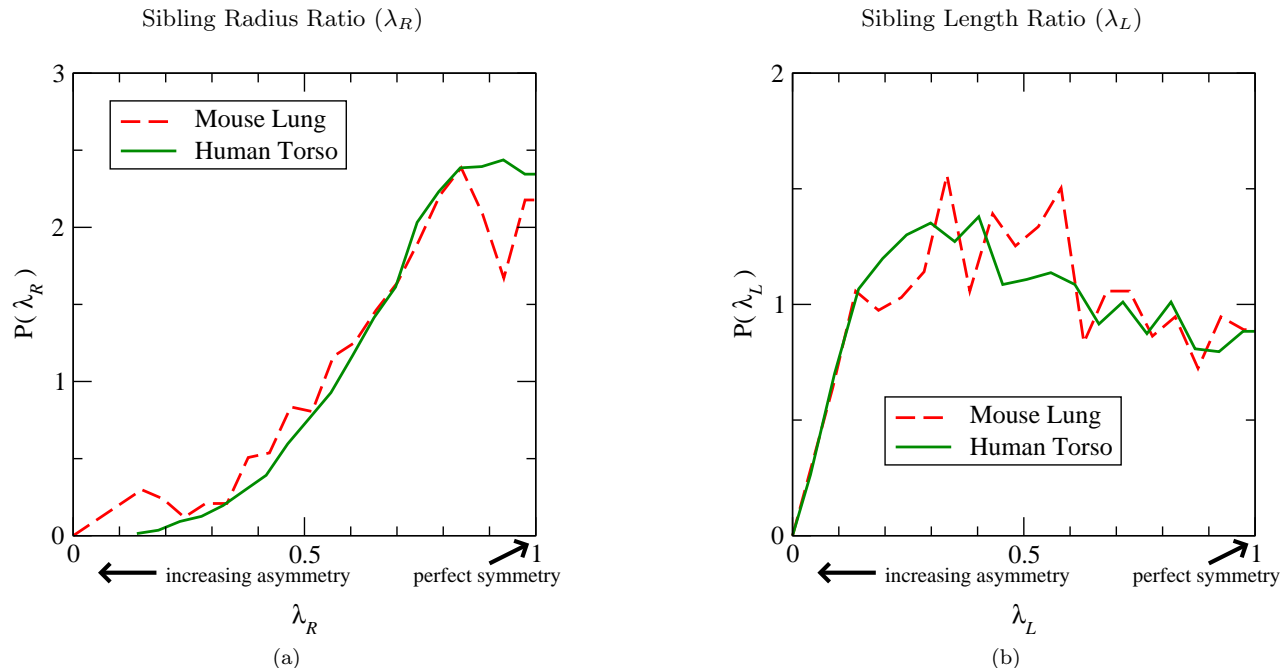 Sibling Radius Ratio (λ_R)
3
2
1
0
P( λ_R )
Mouse Lung
Human Torso
0 0.5 1
increasing asymmetry perfect symmetry
λ_R
(a)
Sibling Length Ratio (λ_L)
2
1
0
P( λ_L )
Mouse Lung
Human Torso
0 0.5 1
increasing asymmetry perfect symmetry
λ_L
(b)